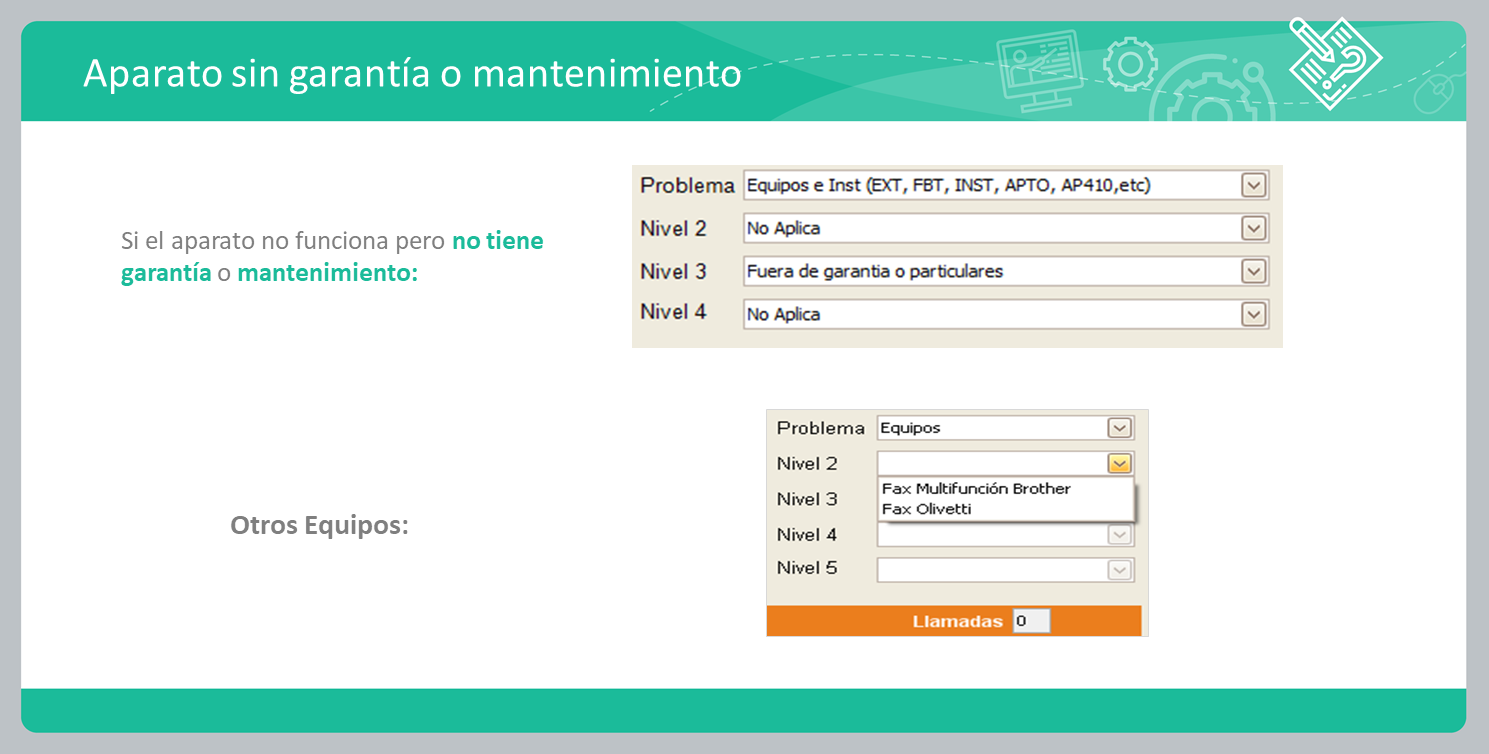 Aparato sin garantía o mantenimiento
Si el aparato no funciona pero no tiene
garantía o mantenimiento:
Problema Equipos e Inst (EXT, FBT, INST, APTO, AP410,etc)
Nivel 2 No Aplica
Nivel 3 Fuera de garantia o particulares
Nivel 4 No Aplica
Otros Equipos:
Problema Equipos
Nivel 2
Fax Multifunción Brother
Nivel 3
Fax Olivetti
Nivel 4
Nivel 5
Llamadas 0